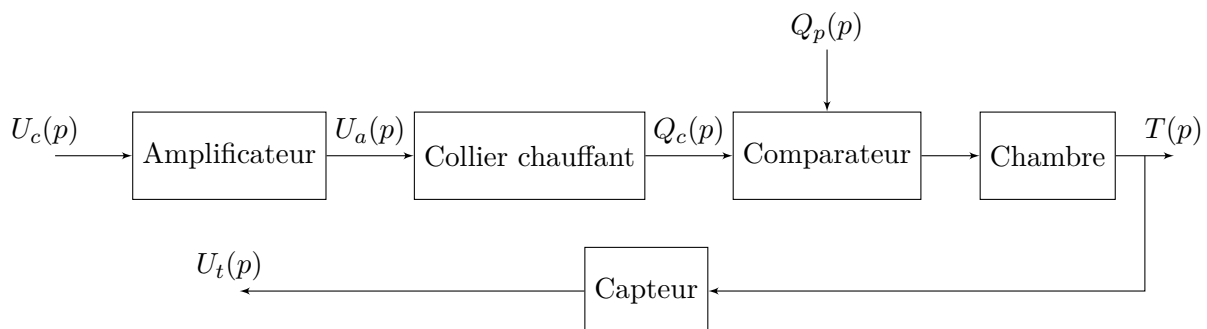 Q_p(p)
U_c(p)
Amplificateur
U_a(p)
Collier chauffant
Q_c(p)
Comparateur
Chambre
T(p)
U_t(p)
Capteur